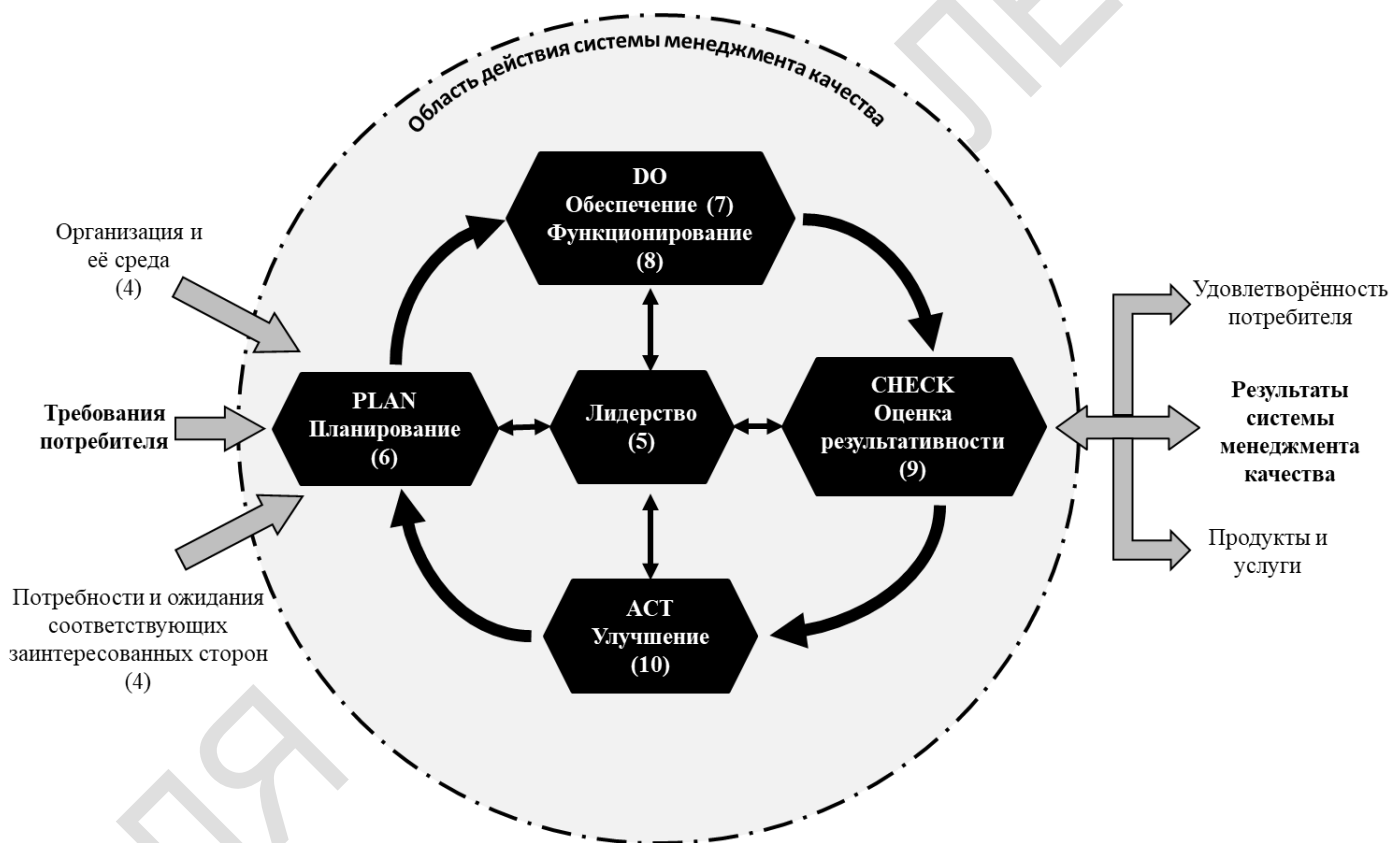 Область действия системы менеджмента качества
DO
Обеспечение (7)
Функционирование
(8)
Организация и
её среда
(4)
Удовлетворённость
потребителя
PLAN
Планирование
(6)
Лидерство
(5)
CHECK
Оценка
результативности
(9)
Требования
потребителя
Результаты
системы
менеджмента
качества
Продукты и
услуги
Потребности и ожидания
соответствующих
заинтересованных сторон
(4)
ACT
Улучшение
(10)